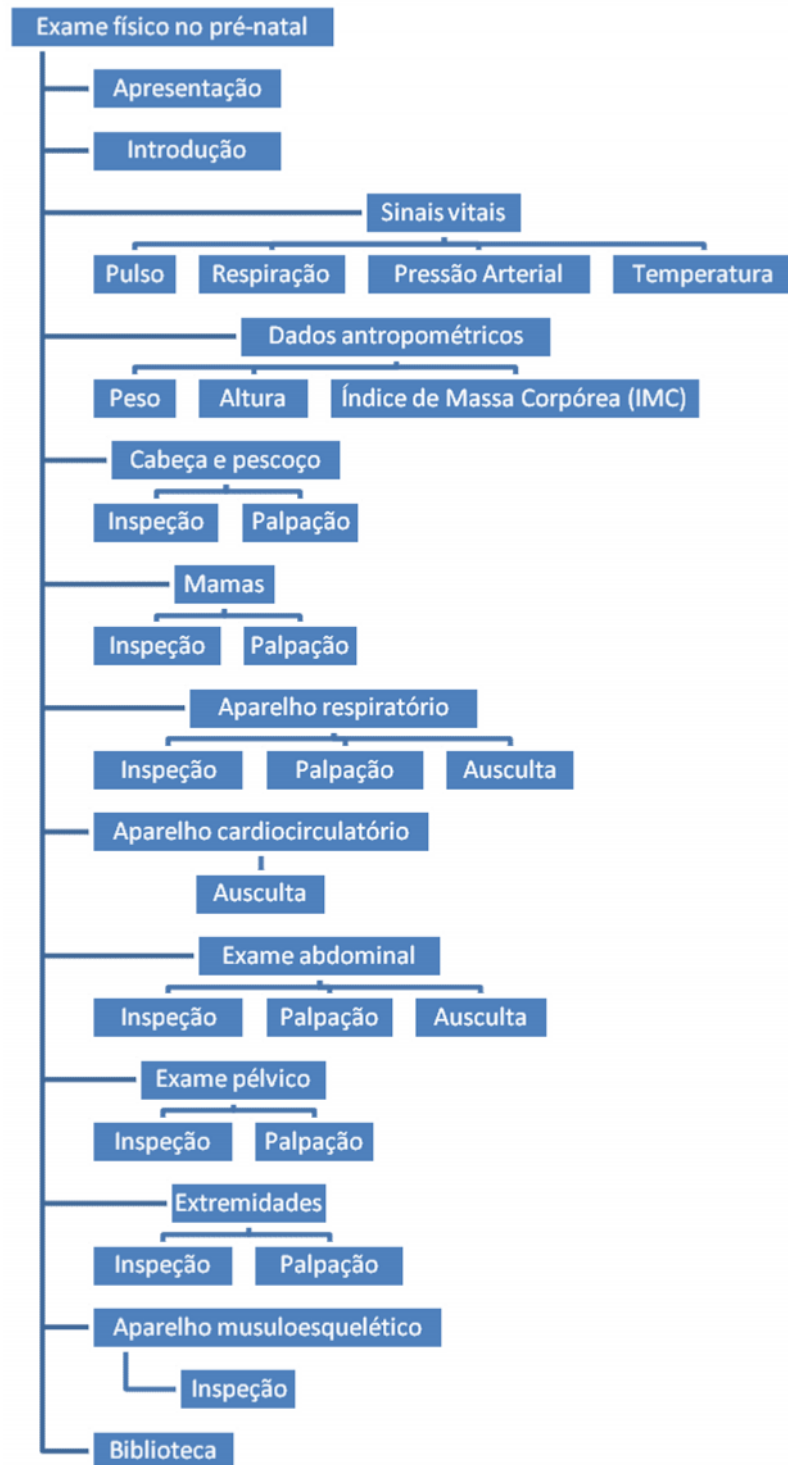 Exame físico no pré-natal
Apresentação
Introdução
Sinais vitais
Pulso Respiração Pressão Arterial Temperatura
Dados antropométricos
Peso Altura Índice de Massa Corpórea (IMC)
Cabeça e pescoço
Inspeção Palpação
Mamas
Inspeção Palpação
Aparelho respiratório
Inspeção Palpação Ausculta
Aparelho cardiocirculatório
Ausculta
Exame abdominal
Inspeção Palpação Ausculta
Exame pélvico
Inspeção Palpação
Extremidades
Inspeção Palpação
Aparelho musuloesquelético
Inspeção
Biblioteca